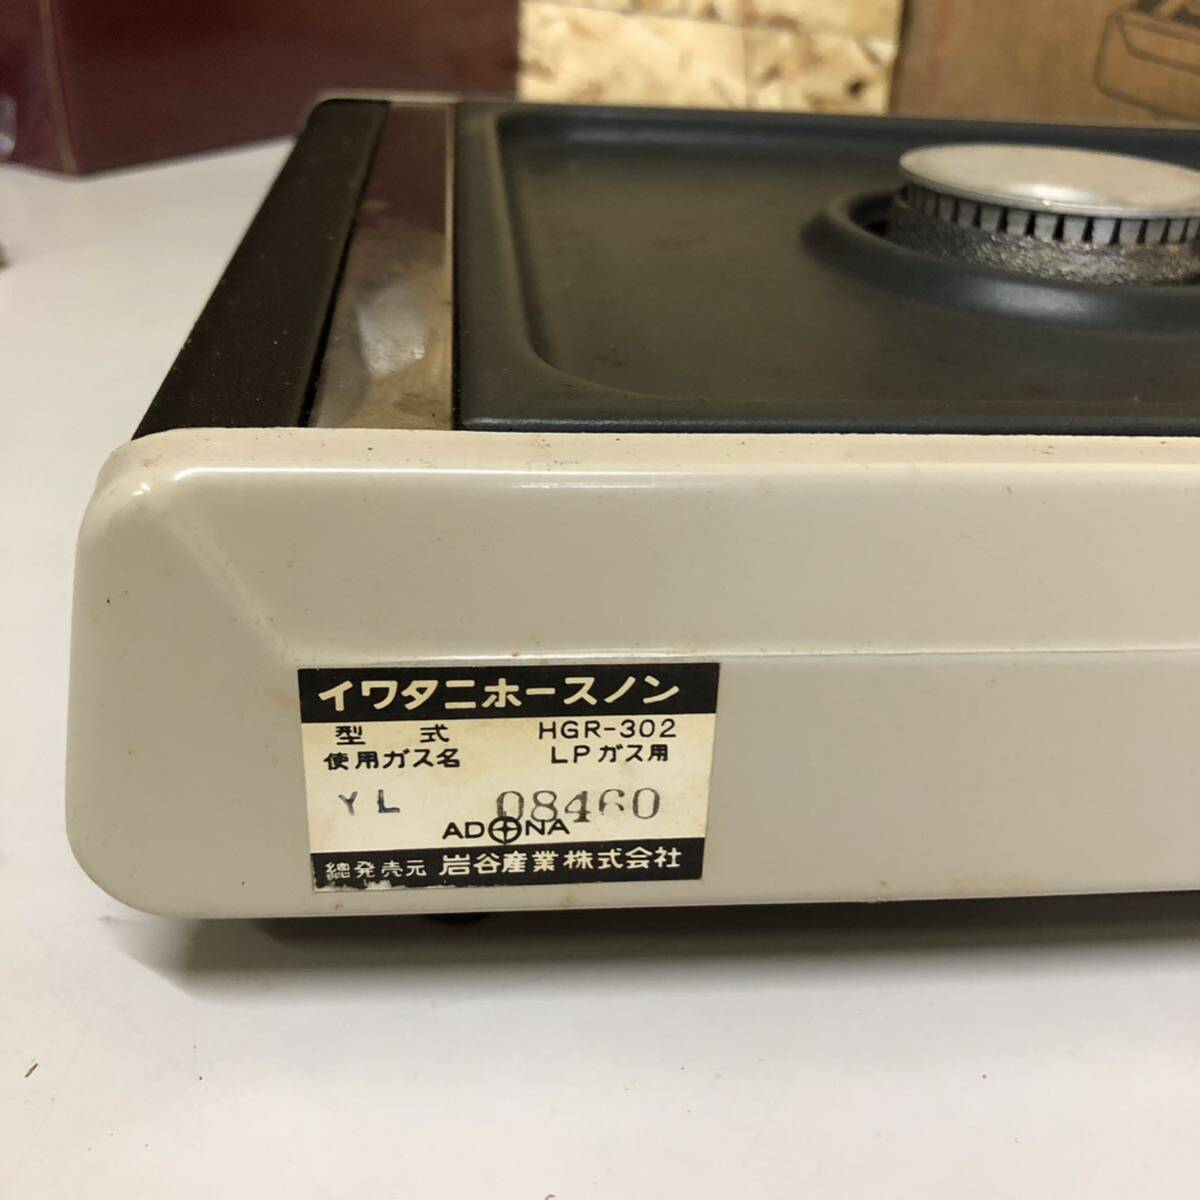 イワタニホースノン
型式 HGR-302
使用ガス名 LPガス用
YL 08460
ADONA
總発売元 岩谷産業株式会社